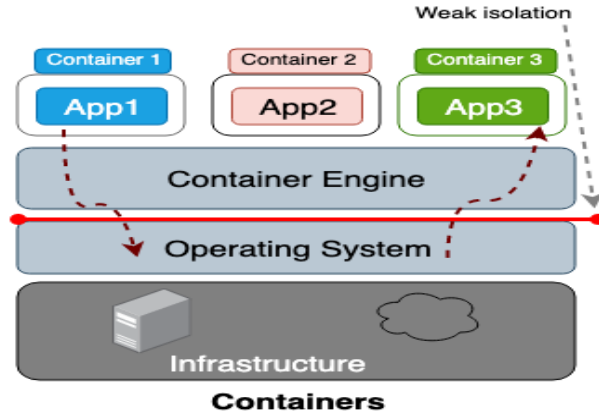 Weak isolation
Container 1
Container 2
Container 3
App1
App2
App3
Container Engine
Operating System
Infrastructure
Containers